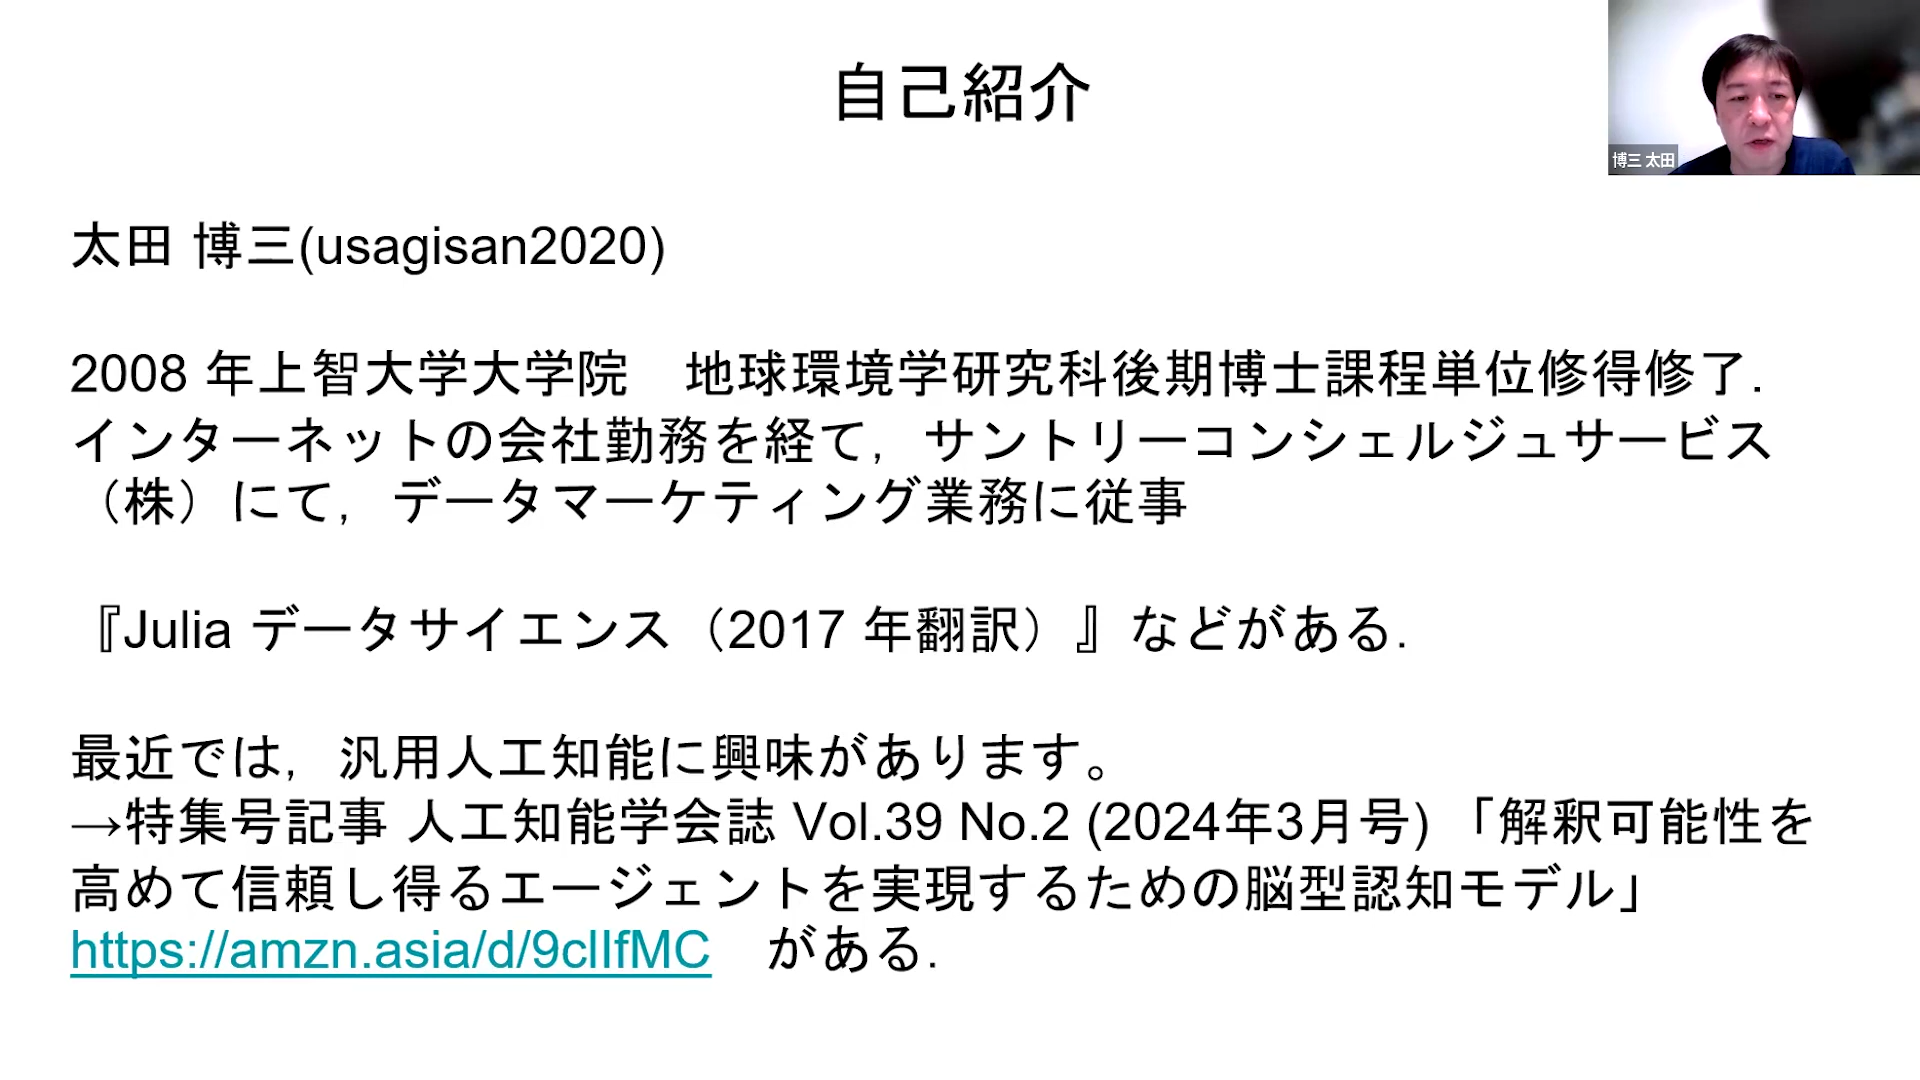 自己紹介
博三 太田
太田 博三(usagisan2020)
2008 年上智大学大学院　地球環境学研究科後期博士課程単位修得修了.
インターネットの会社勤務を経て，サントリーコンシェルジュサービス
（株）にて，データマーケティング業務に従事
『Julia データサイエンス（2017 年翻訳）』などがある.
最近では，汎用人工知能に興味があります。
→特集号記事 人工知能学会誌 Vol.39 No.2 (2024年3月号)「解釈可能性を
高めて信頼し得るエージェントを実現するための脳型認知モデル」
https://amzn.asia/d/9clIfMC　がある.